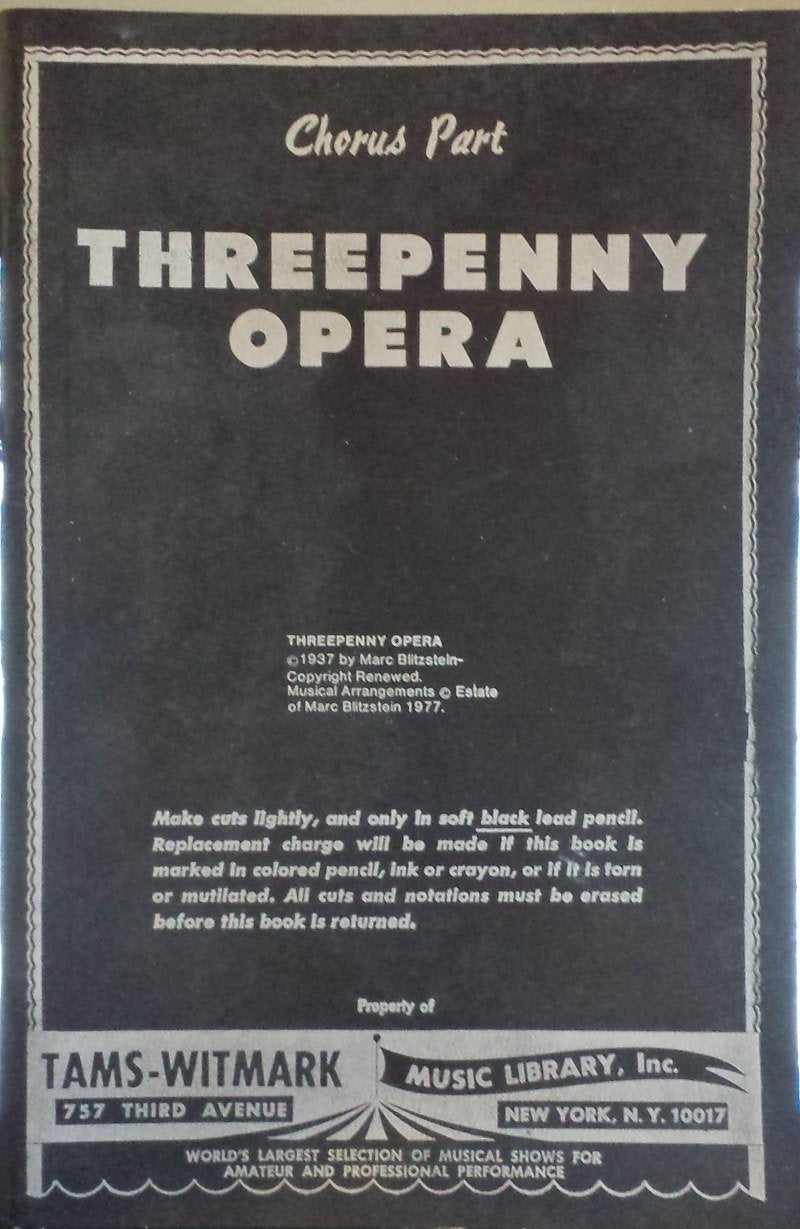 Chorus Part
THREEPENNY
OPERA
THREEPENNY OPERA
©1937 by Marc Blitzstein-
Copyright Renewed.
Musical Arrangements © Estate
of Marc Blitzstein 1977.
Make cuts lightly, and only in soft black lead pencil.
Replacement charge will be made if this book is
marked in colored pencil, ink or crayon, or if it is torn
or mutilated. All cuts and notations must be erased
before this book is returned.
Property of
TAMS-WITMARK MUSIC LIBRARY, Inc.
757 THIRD AVENUE NEW YORK, N. Y. 10017
WORLD'S LARGEST SELECTION OF MUSICAL SHOWS FOR
AMATEUR AND PROFESSIONAL PERFORMANCE